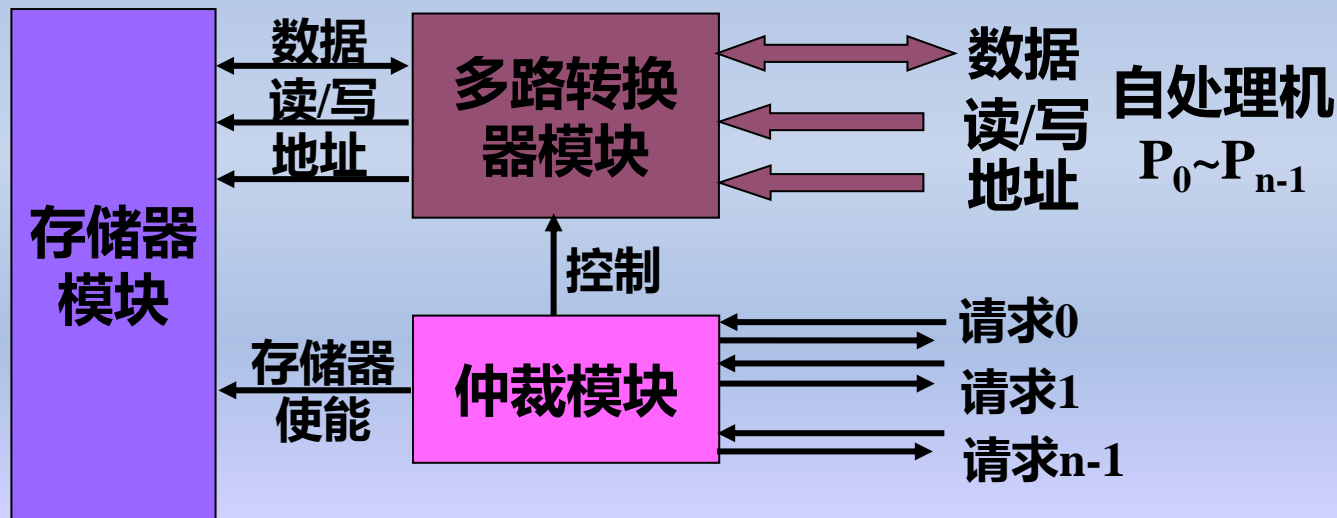 存储器
模块
数据
读/写
地址
多路转换
器模块
数据
读/写
地址
自处理机
P0~Pn-1
控制
存储器
使能
仲裁模块
请求0
请求1
请求n-1